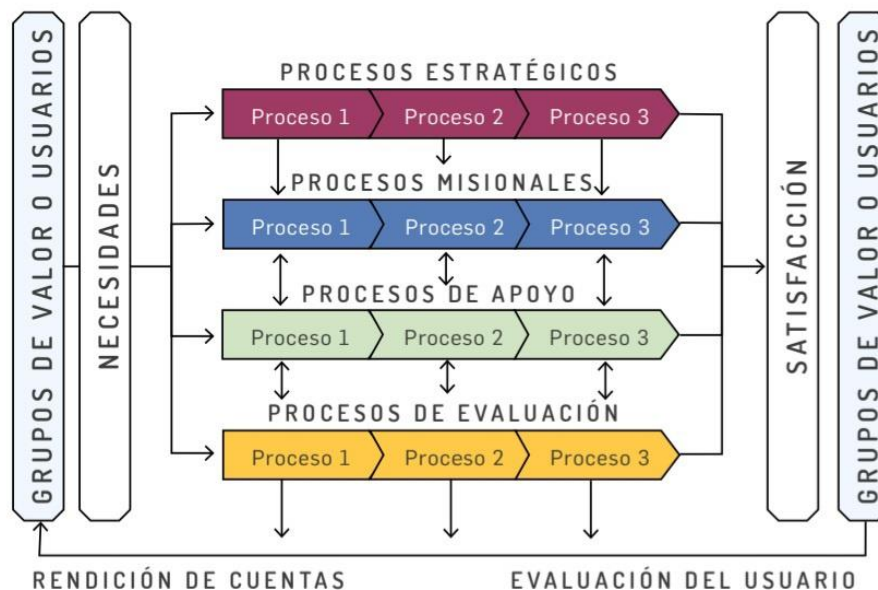 GRUPOS DE VALOR O USUARIOS
NECESIDADES
PROCESOS ESTRATÉGICOS
Proceso 1
Proceso 2
Proceso 3
PROCESOS MISIONALES
Proceso 1
Proceso 2
Proceso 3
PROCESOS DE APOYO
Proceso 1
Proceso 2
Proceso 3
PROCESOS DE EVALUACIÓN
Proceso 1
Proceso 2
Proceso 3
SATISFACCIÓN
GRUPOS DE VALOR O USUARIOS
RENDICIÓN DE CUENTAS
EVALUACIÓN DEL USUARIO